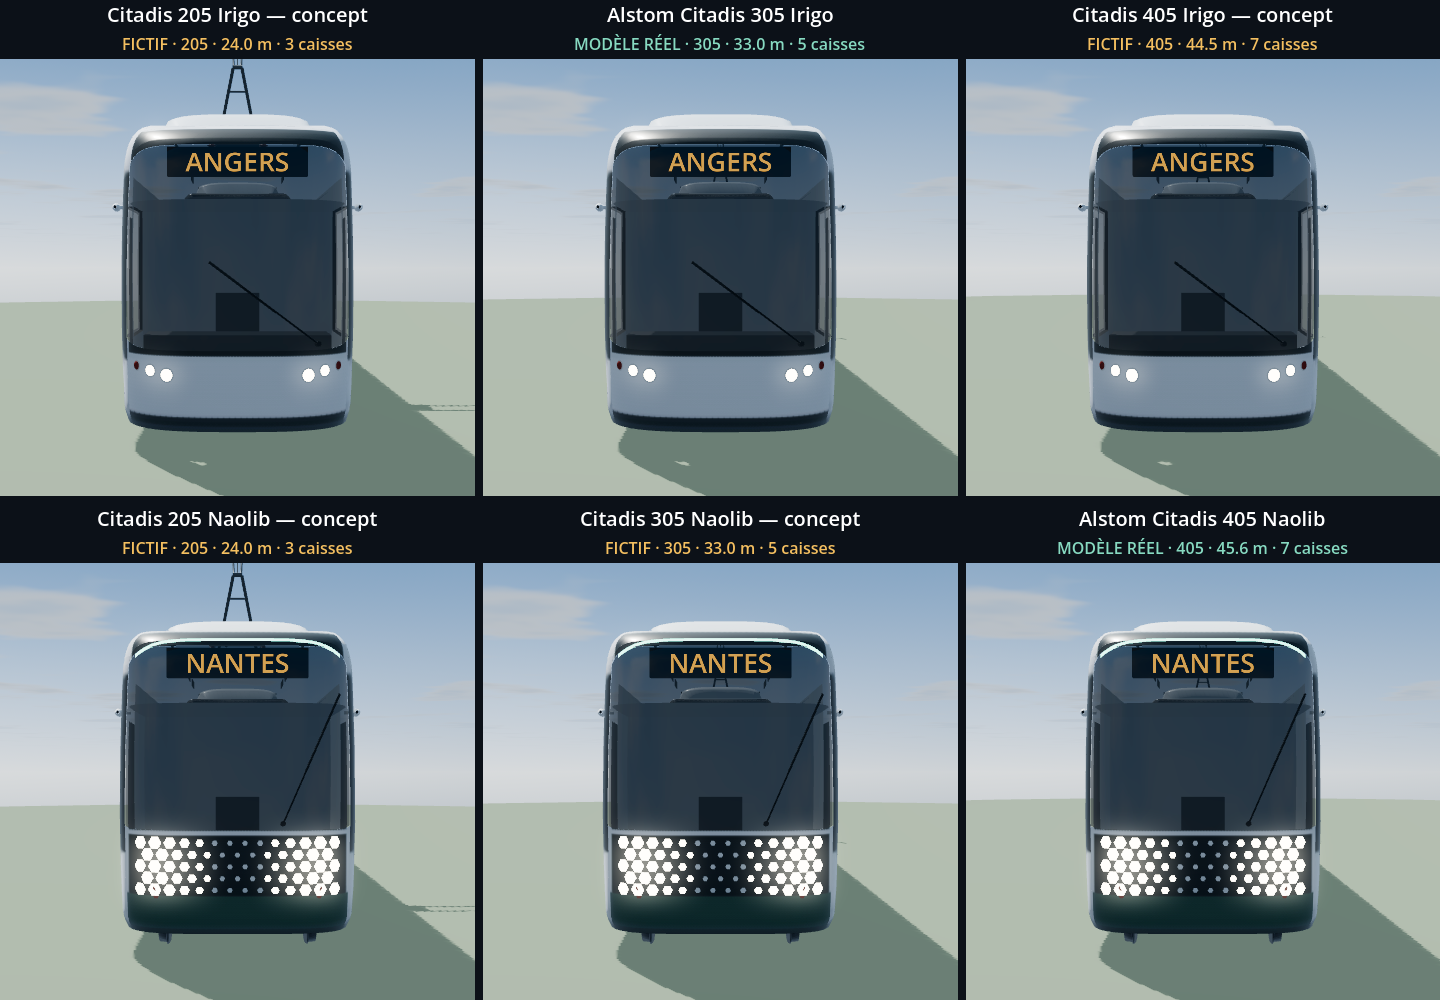 Citadis 205 Irigo — concept
FICTIF · 205 · 24.0 m · 3 caisses
Alstom Citadis 305 Irigo
MODÈLE RÉEL · 305 · 33.0 m · 5 caisses
Citadis 405 Irigo — concept
FICTIF · 405 · 44.5 m · 7 caisses
ANGERS
ANGERS
ANGERS
Citadis 205 Naolib — concept
FICTIF · 205 · 24.0 m · 3 caisses
Citadis 305 Naolib — concept
FICTIF · 305 · 33.0 m · 5 caisses
Alstom Citadis 405 Naolib
MODÈLE RÉEL · 405 · 45.6 m · 7 caisses
NANTES
NANTES
NANTES